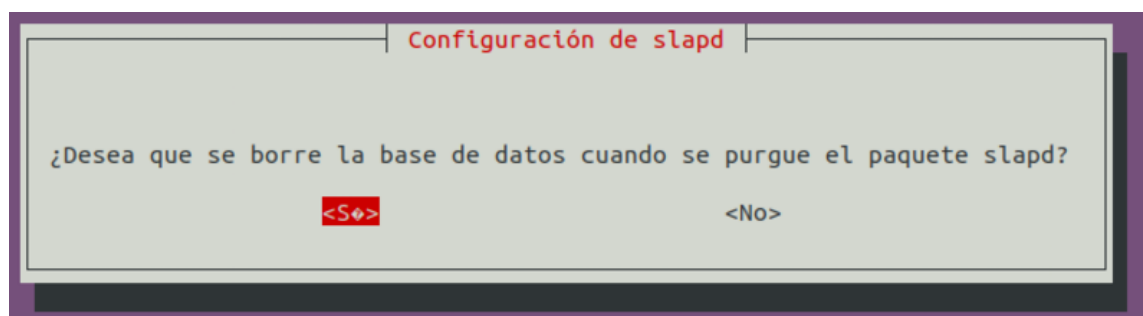 Configuración de slapd
¿Desea que se borre la base de datos cuando se purgue el paquete slapd?
<S�> <No>